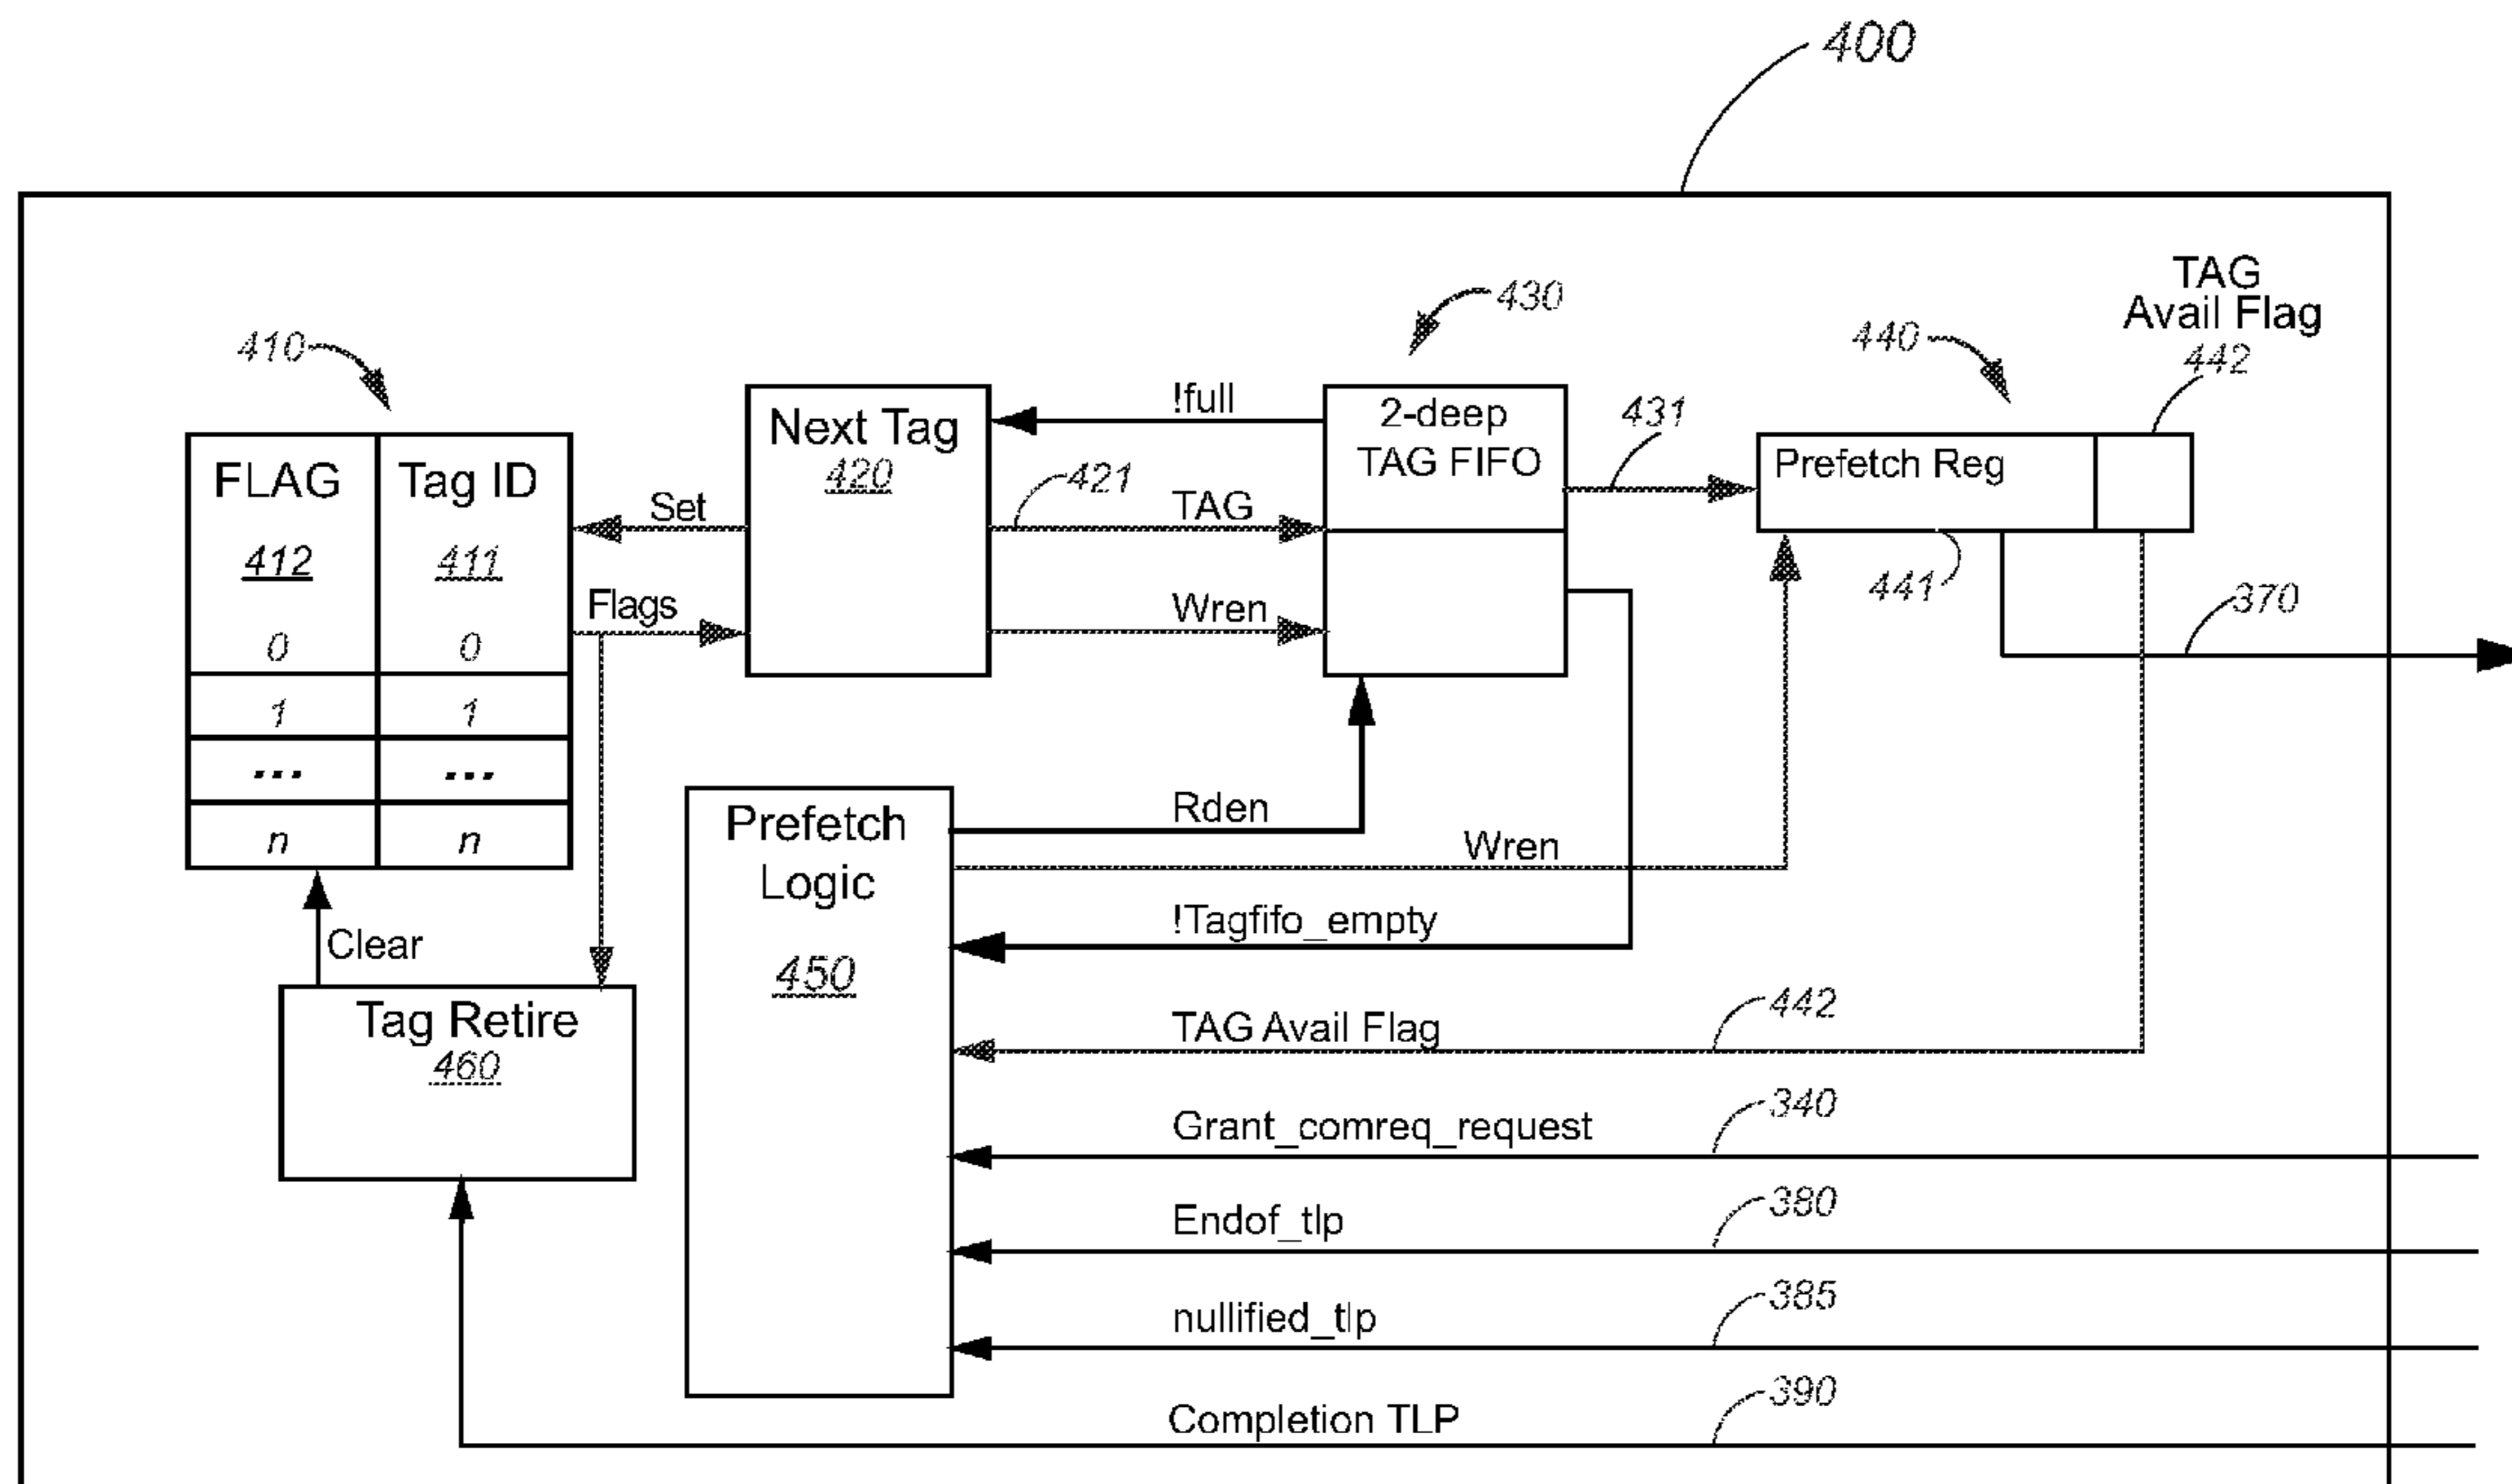 400
TAG
Avail Flag
442
430
440
410
!full
2-deep
TAG FIFO
431
Prefetch Reg
441
370
Next Tag
420
421
TAG
Wren
FLAG
Tag ID
412
411
0
0
1
1
...
...
n
n
Set
Flags
Clear
Tag Retire
460
Prefetch
Logic
450
Rden
Wren
!Tagfifo_empty
TAG Avail Flag
442
Grant_comreq_request
340
Endof_tlp
380
nullified_tlp
385
Completion TLP
390